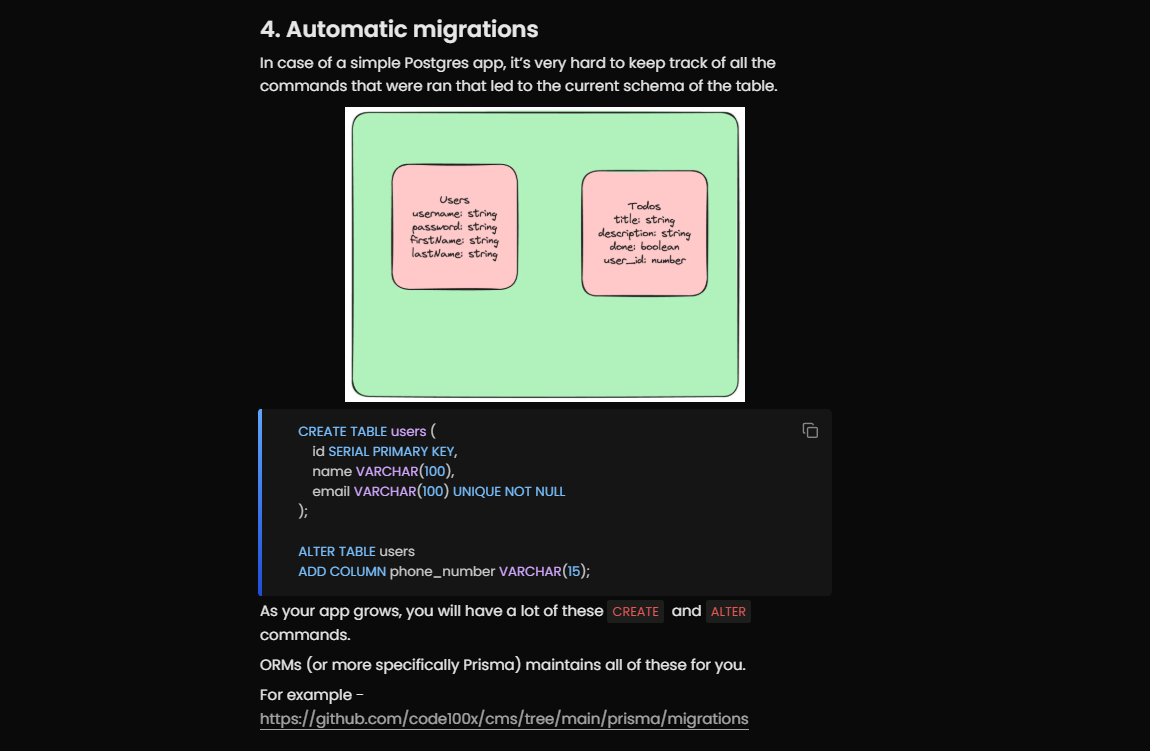 4. Automatic migrations
In case of a simple Postgres app, it’s very hard to keep track of all the
commands that were ran that led to the current schema of the table.
Users
username: string
password: string
firstName: string
lastName: string
Todos
title: string
description: string
done: boolean
user_id: number
CREATE TABLE users (
id SERIAL PRIMARY KEY,
name VARCHAR(100),
email VARCHAR(100) UNIQUE NOT NULL
);
ALTER TABLE users
ADD COLUMN phone_number VARCHAR(15);
As your app grows, you will have a lot of these CREATE and ALTER
commands.
ORMs (or more specifically Prisma) maintains all of these for you.
For example -
https://github.com/code100x/cms/tree/main/prisma/migrations